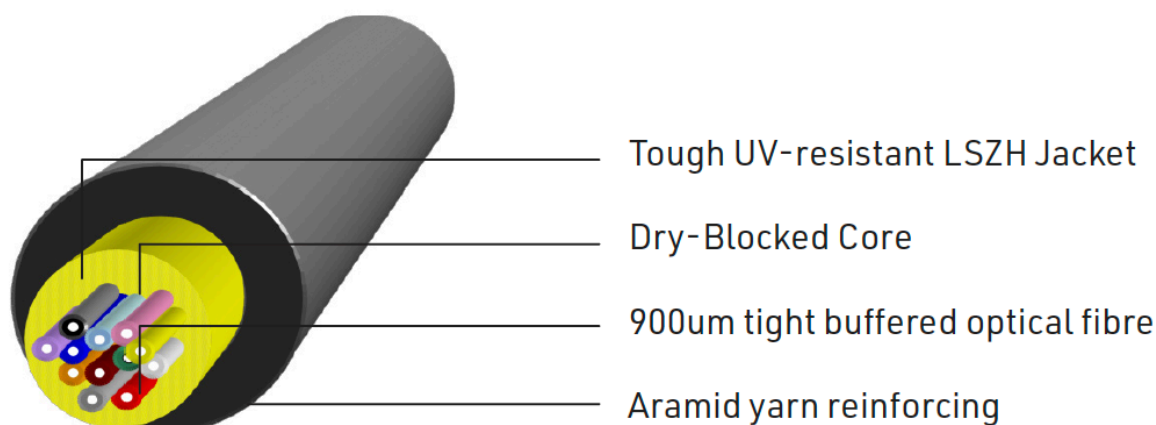 Tough UV-resistant LSZH Jacket
Dry-Blocked Core
900um tight buffered optical fibre
Aramid yarn reinforcing